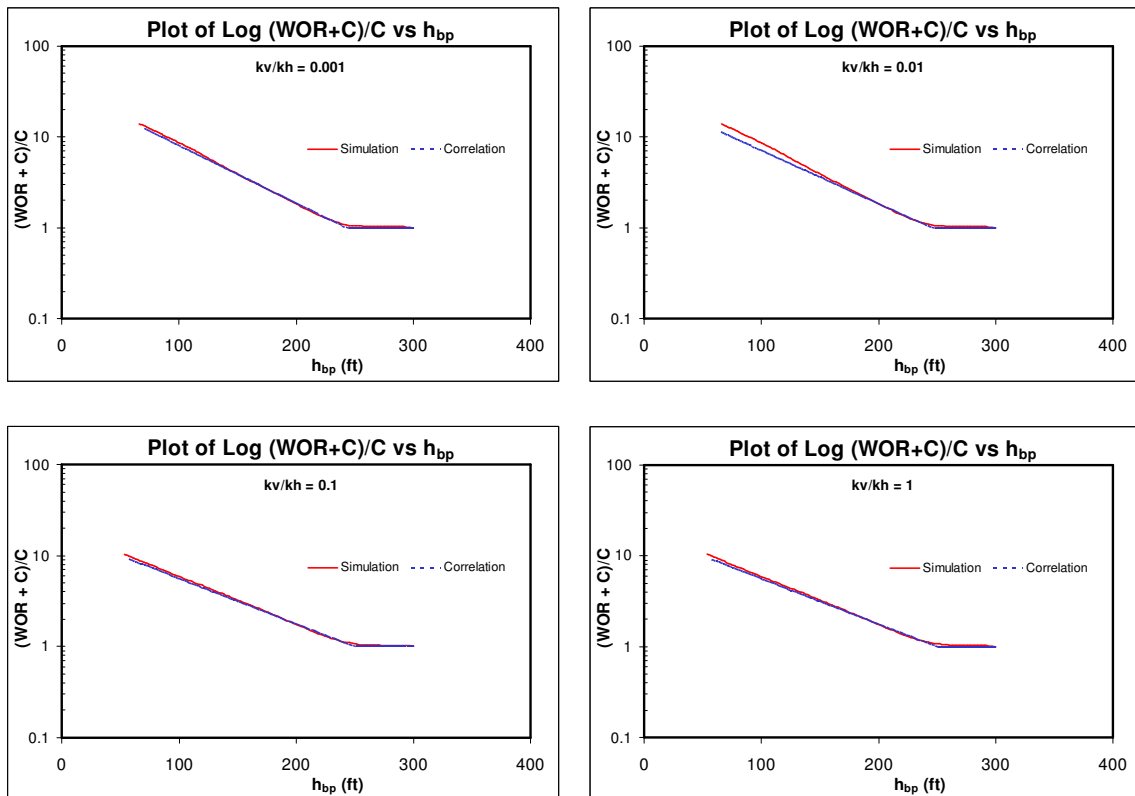 Plot of Log (WOR+C)/C vs hbp
kv/kh = 0.001
(WOR + C)/C
100
10
1
0.1
Simulation
Correlation
0
100
200
300
400
hbp (ft)
Plot of Log (WOR+C)/C vs hbp
kv/kh = 0.01
(WOR + C)/C
100
10
1
0.1
Simulation
Correlation
0
100
200
300
400
hbp (ft)
Plot of Log (WOR+C)/C vs hbp
kv/kh = 0.1
(WOR + C)/C
100
10
1
0.1
Simulation
Correlation
0
100
200
300
400
hbp (ft)
Plot of Log (WOR+C)/C vs hbp
kv/kh = 1
(WOR + C)/C
100
10
1
0.1
Simulation
Correlation
0
100
200
300
400
hbp (ft)